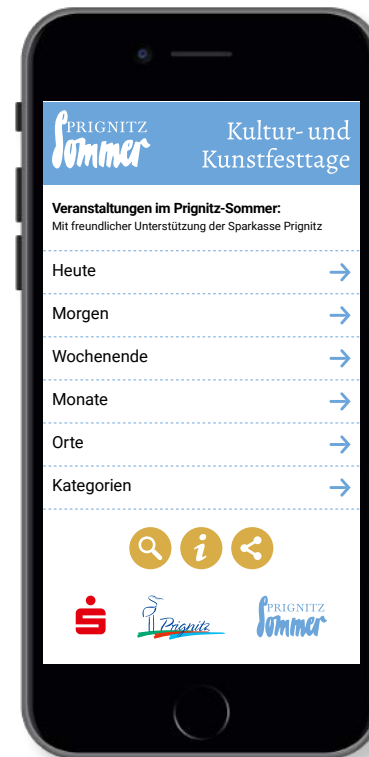 PRIGNITZ
Sommer
Kultur- und
Kunstfesttage
Veranstaltungen im Prignitz-Sommer:
Mit freundlicher Unterstützung der Sparkasse Prignitz
Heute
Morgen
Wochenende
Monate
Orte
Kategorien
i
Prignitz
PRIGNITZ
Sommer